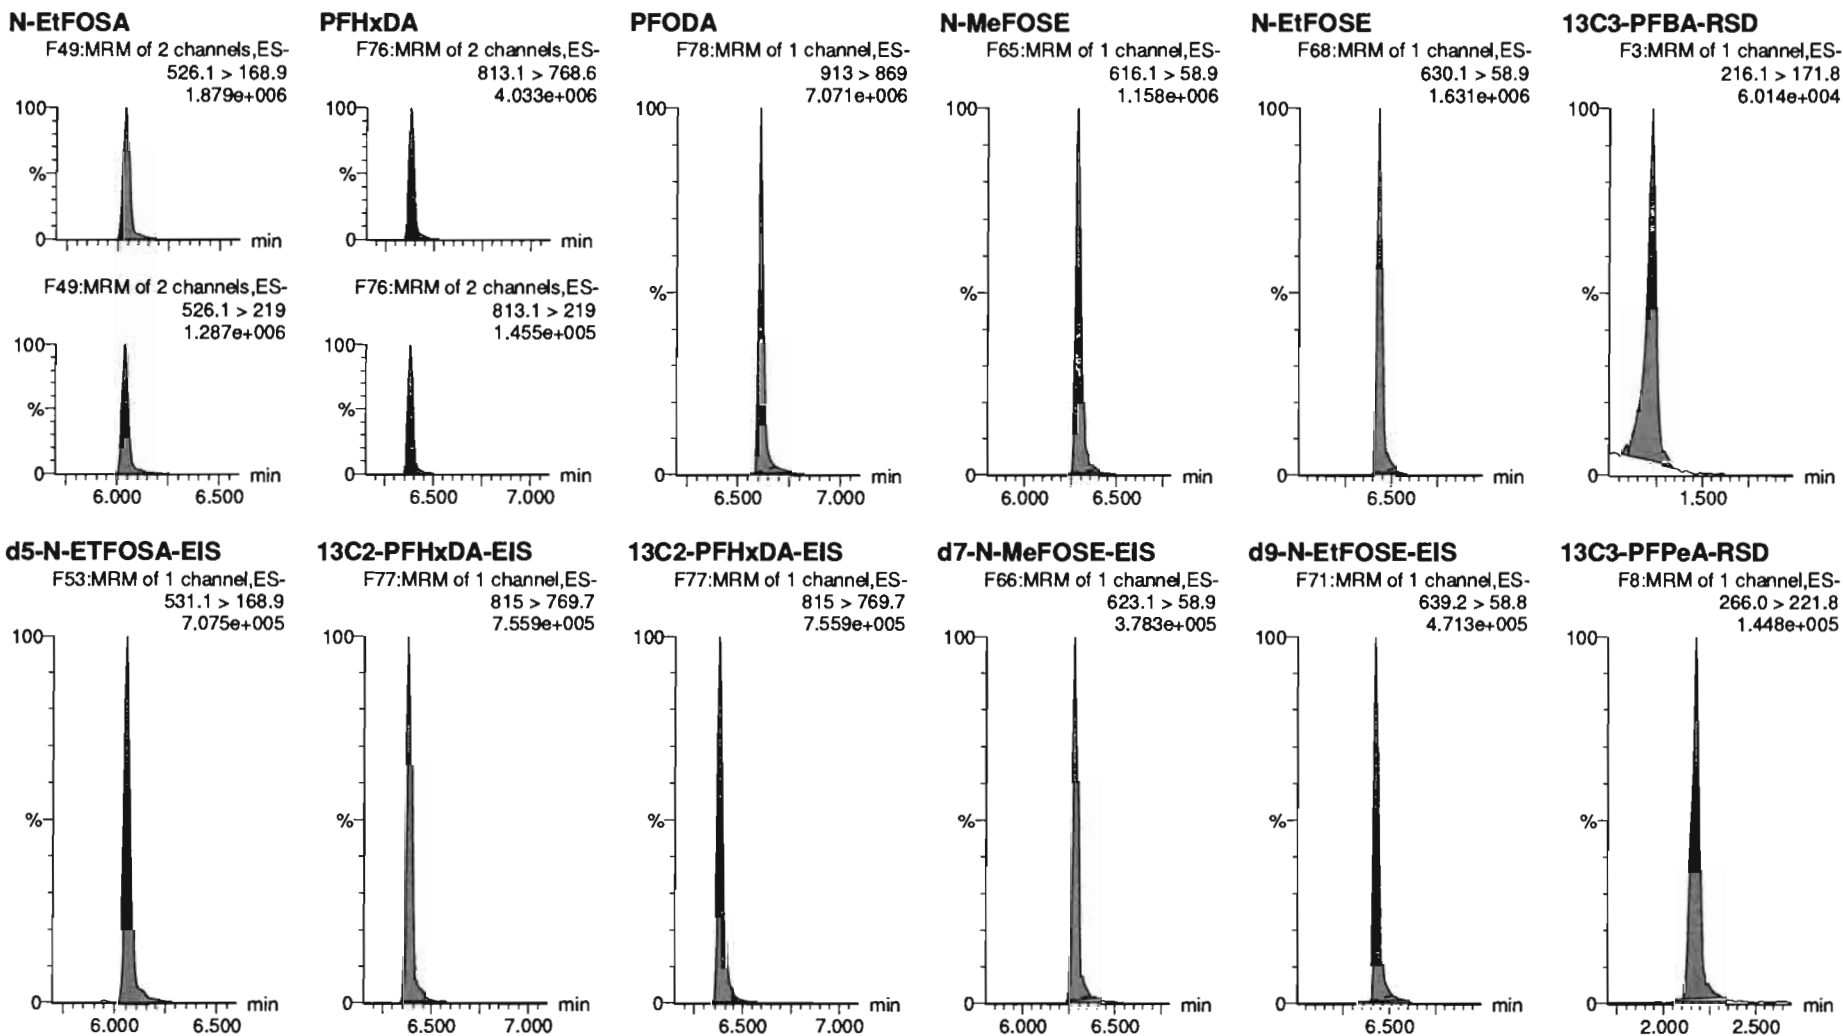 N-EtFOSA
F49:MRM of 2 channels,ES-
526.1 > 168.9
1.879e+006
100
%
0
min
F49:MRM of 2 channels,ES-
526.1 > 219
1.287e+006
100
%
0
min
6.000 6.500
PFHxDA
F76:MRM of 2 channels,ES-
813.1 > 768.6
4.033e+006
100
%
0
min
F76:MRM of 2 channels,ES-
813.1 > 219
1.455e+005
100
%
0
min
6.500 7.000
PFODA
F78:MRM of 1 channel,ES-
913 > 869
7.071e+006
100
%
0
min
6.500 7.000
N-MeFOSE
F65:MRM of 1 channel,ES-
616.1 > 58.9
1.158e+006
100
%
0
min
6.000 6.500
N-EtFOSE
F68:MRM of 1 channel,ES-
630.1 > 58.9
1.631e+006
100
%
0
min
6.500
13C3-PFBA-RSD
F3:MRM of 1 channel,ES-
216.1 > 171.8
6.014e+004
100
%
0
min
1.500
d5-N-ETFOSA-EIS
F53:MRM of 1 channel,ES-
531.1 > 168.9
7.075e+005
100
%
0
min
6.000 6.500
13C2-PFHxDA-EIS
F77:MRM of 1 channel,ES-
815 > 769.7
7.559e+005
100
%
0
min
6.500 7.000
13C2-PFHxDA-EIS
F77:MRM of 1 channel,ES-
815 > 769.7
7.559e+005
100
%
0
min
6.500 7.000
d7-N-MeFOSE-EIS
F66:MRM of 1 channel,ES-
623.1 > 58.9
3.783e+005
100
%
0
min
6.000 6.500
d9-N-EtFOSE-EIS
F71:MRM of 1 channel,ES-
639.2 > 58.8
4.713e+005
100
%
0
min
6.500
13C3-PFPeA-RSD
F8:MRM of 1 channel,ES-
266.0 > 221.8
1.448e+005
100
%
0
min
2.000 2.500